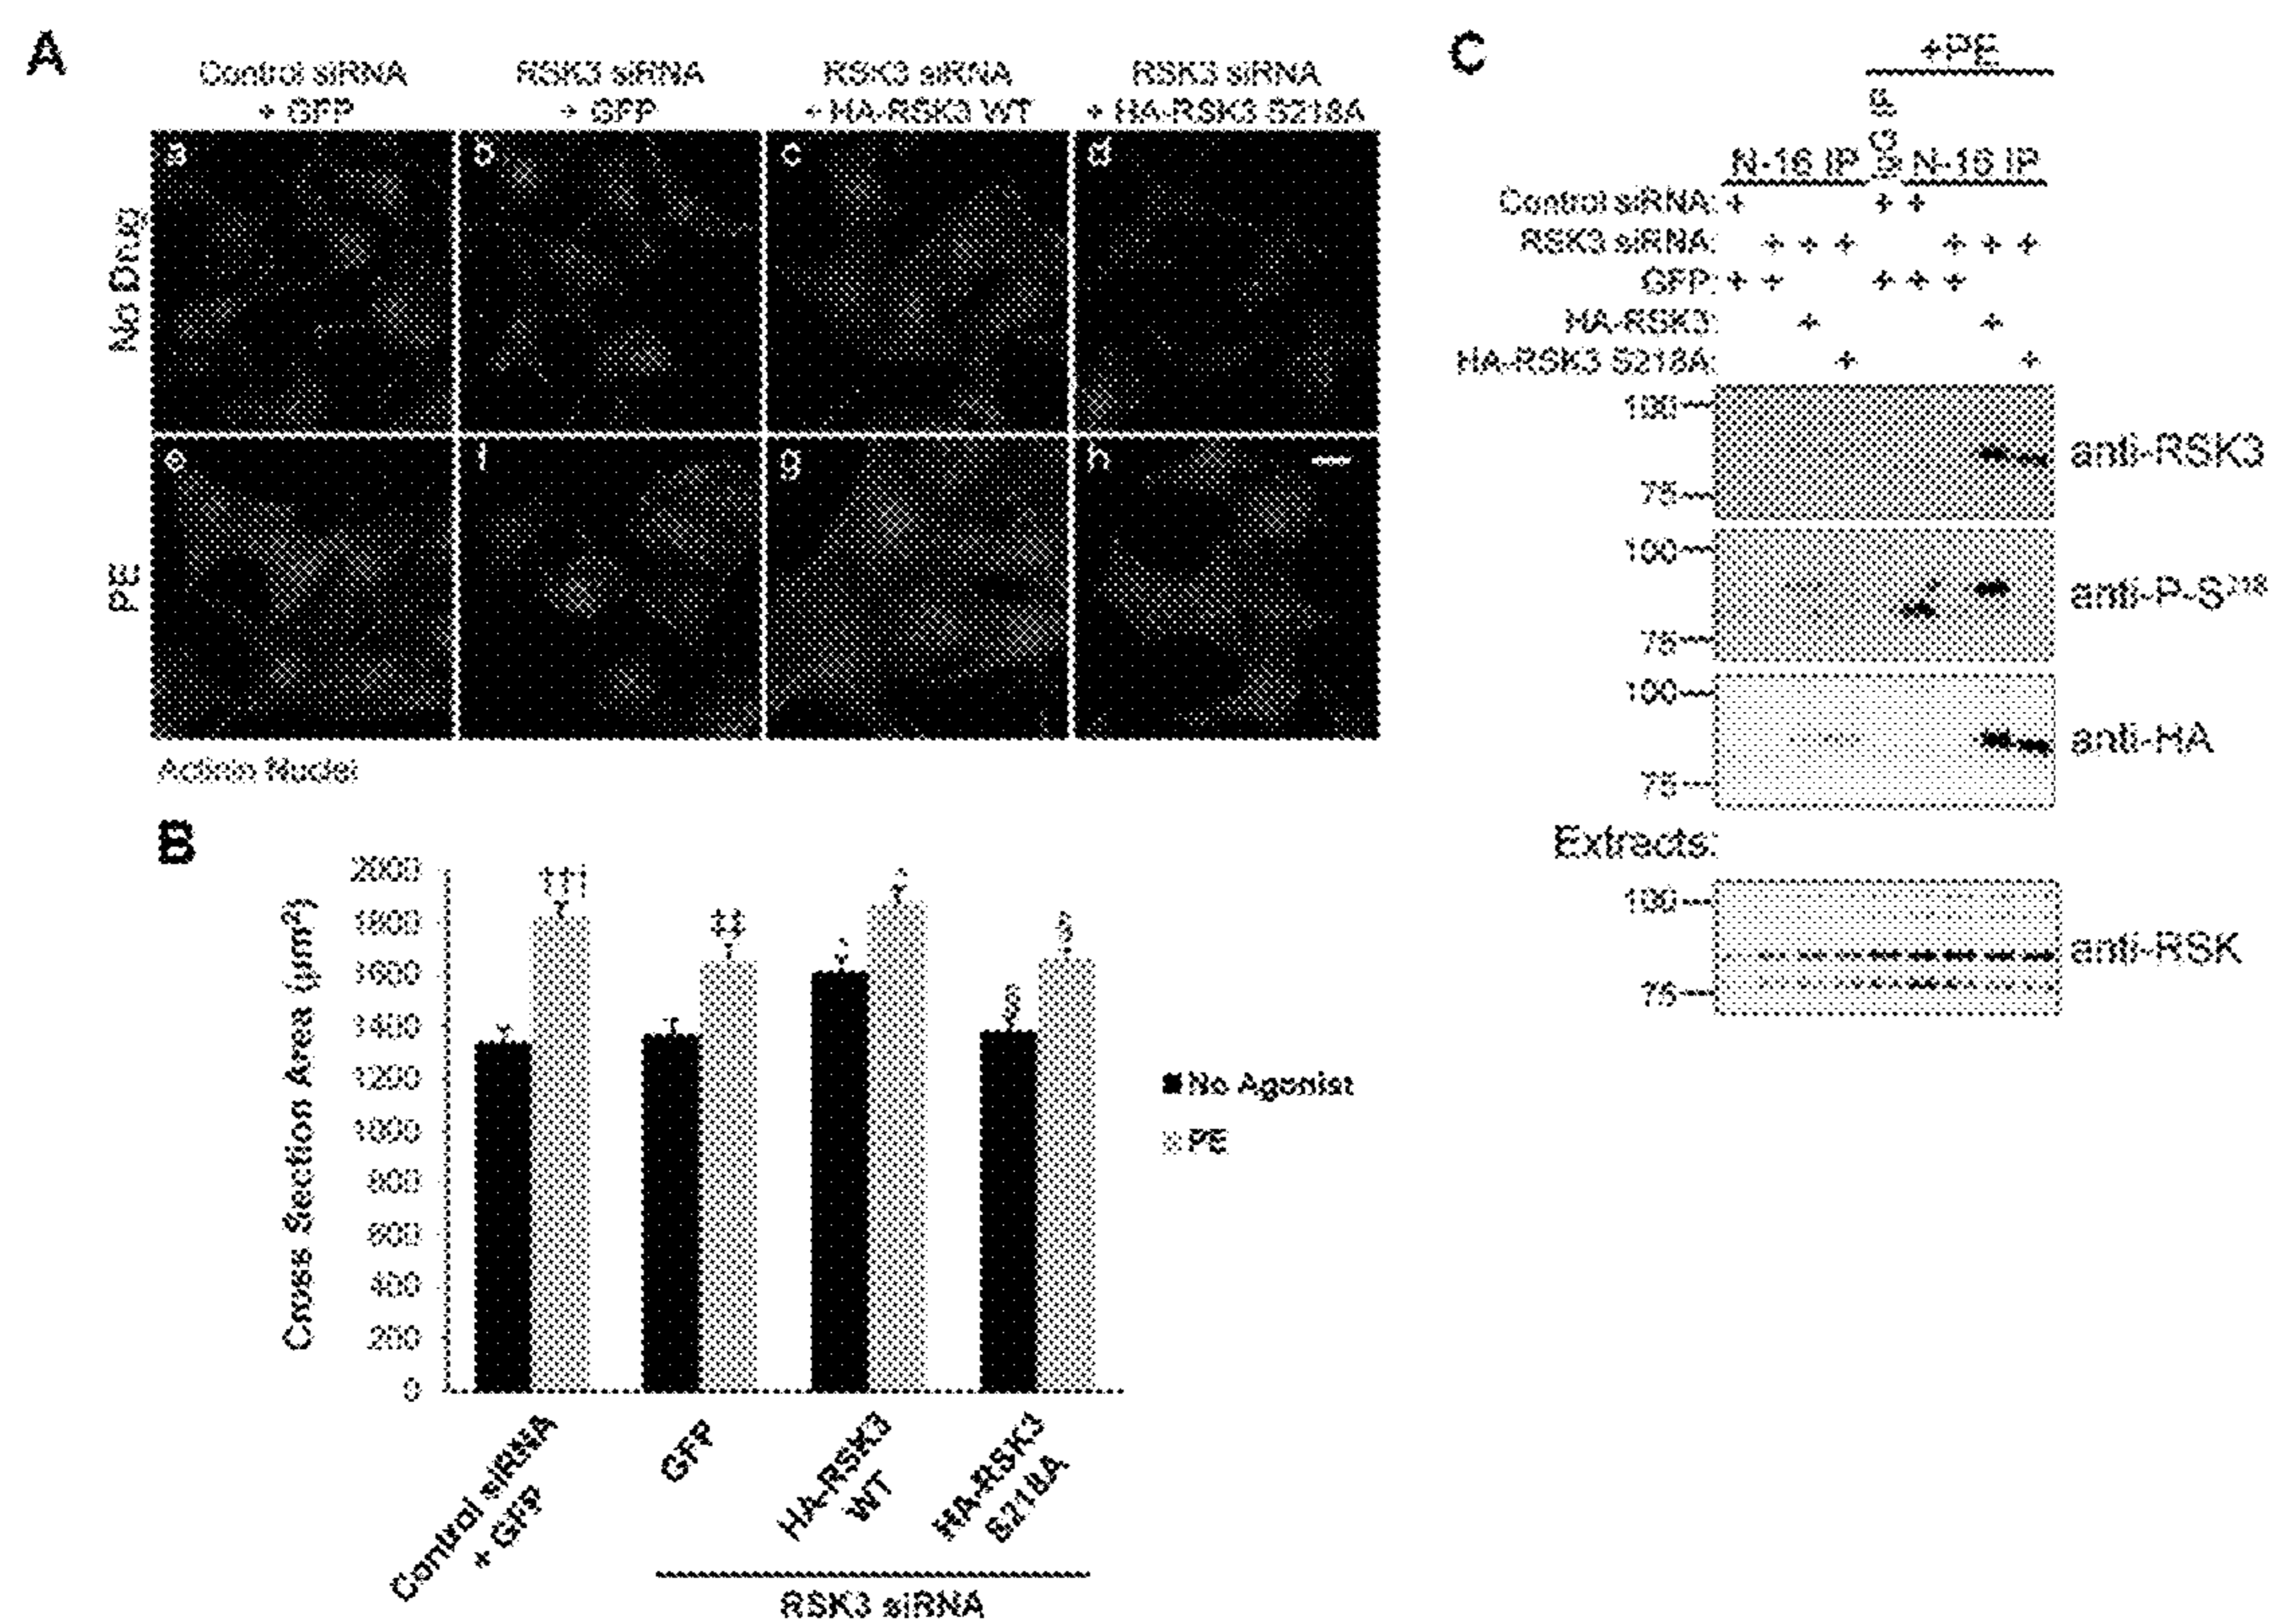 A
Control siRNA
+ GFP
RSK3 siRNA
+ GFP
RSK3 siRNA
+ HA-RSK3 WT
RSK3 siRNA
+ HA-RSK3 S218A
No Drug
a
b
c
d
PE
e
f
g
h
Actinin Nuclei
B
Cross Section Area (µm²)
2000
1800
1600
1400
1200
1000
800
600
400
200
0
‡‡
§
§
No Agonist
PE
Control siRNA
+ GFP
GFP
HA-RSK3
WT
HA-RSK3
S218A
RSK3 siRNA
C
+PE
N-16 IP
IgG IP
N-16 IP
Control siRNA: + + +
RSK3 siRNA: + + + + + +
GFP: + + + + +
HA-RSK3: + +
HA-RSK3 S218A: + +
100
75
anti-RSK3
100
75
anti-P-S²¹⁸
100
75
anti-HA
Extracts:
100
75
anti-RSK